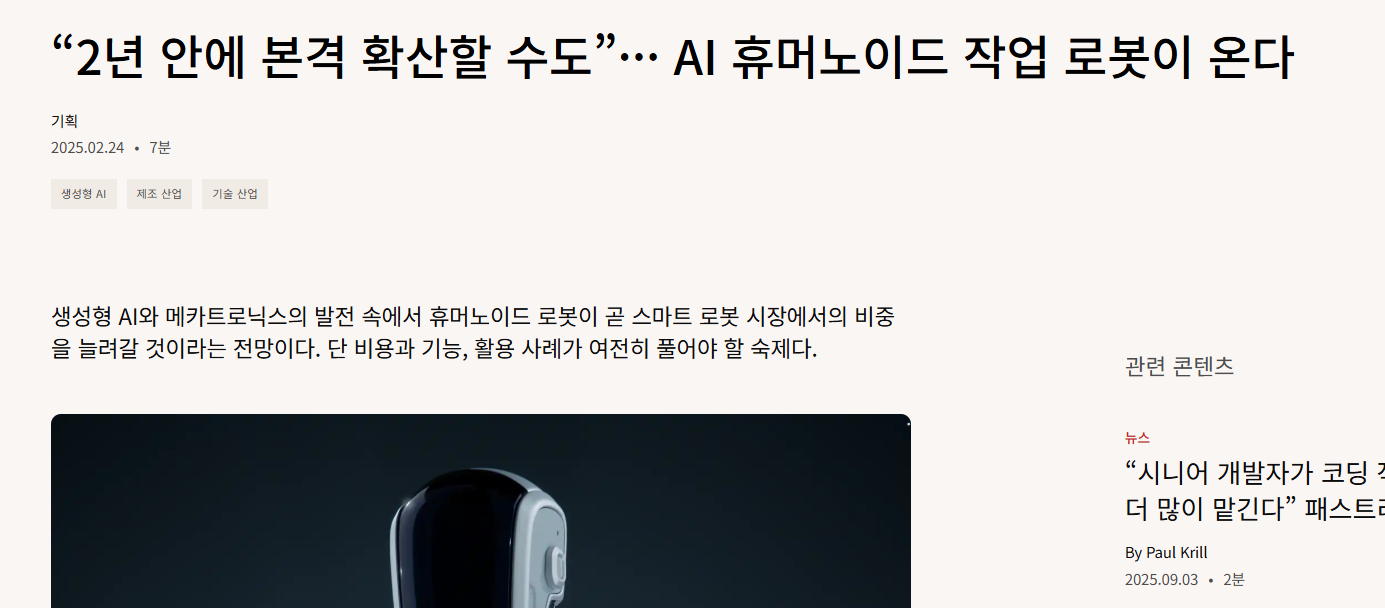 “2년 안에 본격 확산할 수도”… AI 휴머노이드 작업 로봇이 온다
기획
2025.02.24 • 7분
생성형 AI
제조 산업
기술 산업
생성형 AI와 메카트로닉스의 발전 속에서 휴머노이드 로봇이 곧 스마트 로봇 시장에서의 비중
을 늘려갈 것이라는 전망이다. 단 비용과 기능, 활용 사례가 여전히 풀어야 할 숙제다.
관련 콘텐츠
뉴스
“시니어 개발자가 코딩
더 많이 맡긴다” 패스트
By Paul Krill
2025.09.03 • 2분